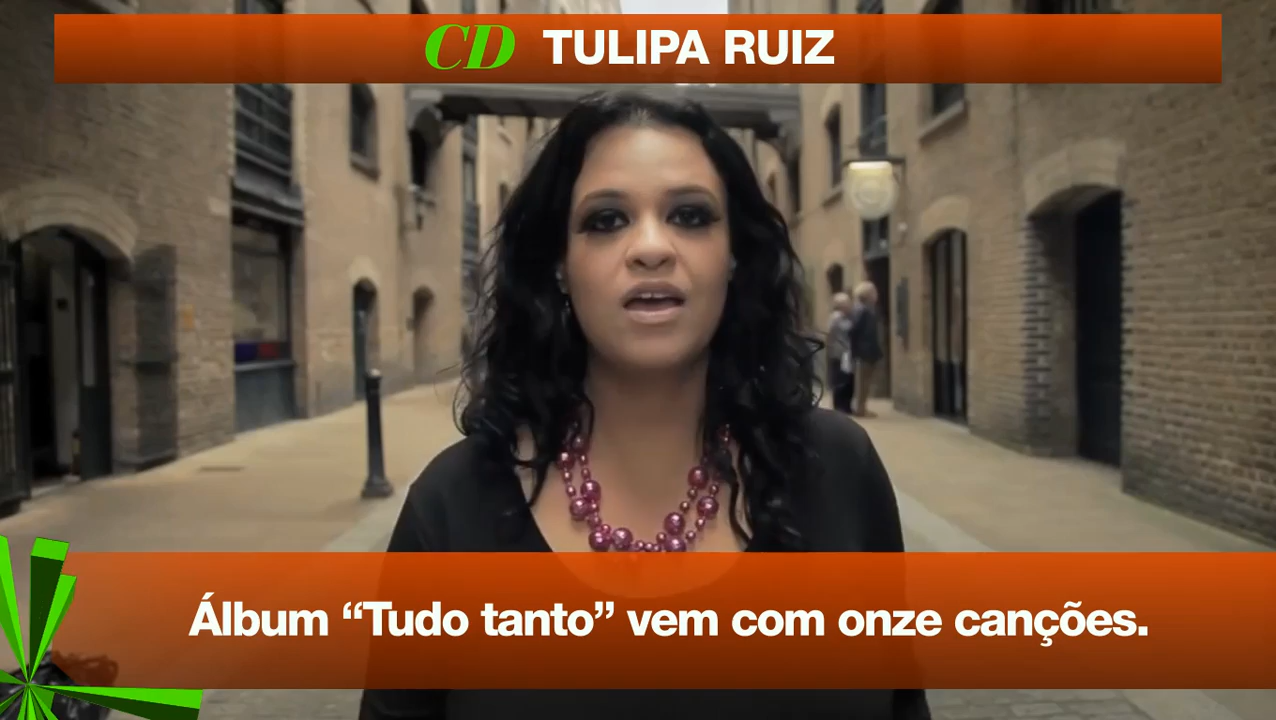 CD TULIPA RUIZ
Álbum “Tudo tanto” vem com onze canções.